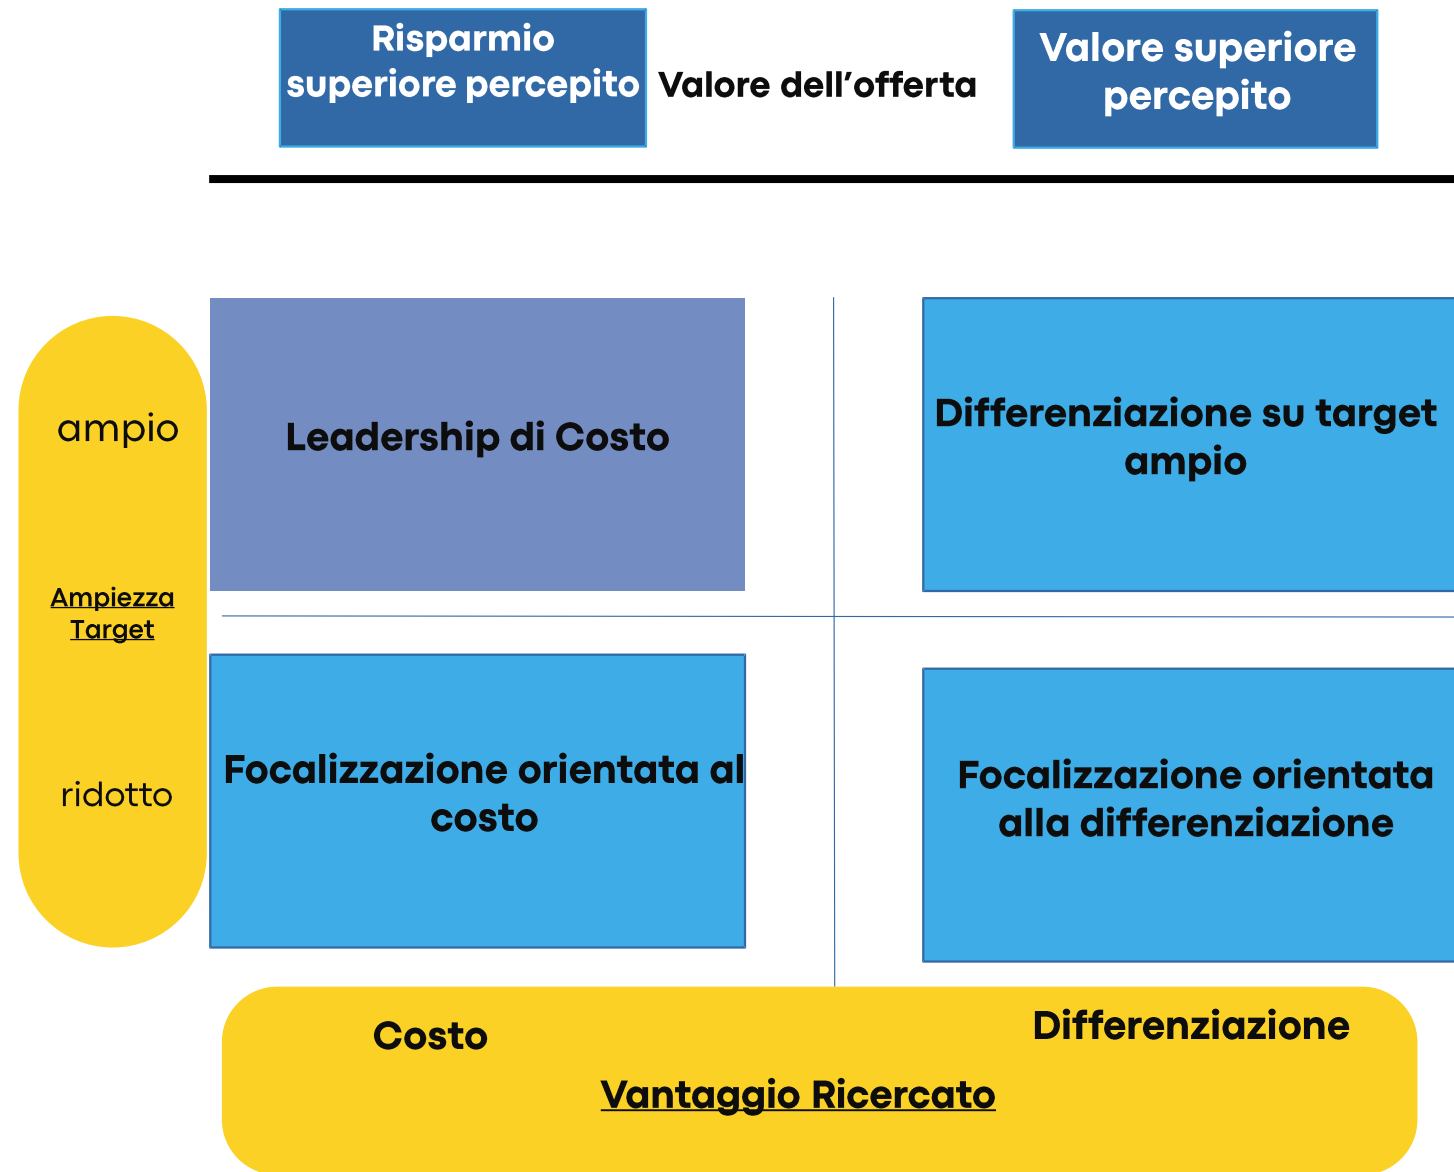 Risparmio
superiore percepito
Valore dell’offerta
Valore superiore
percepito
ampio
Leadership di Costo
Differenziazione su target
ampio
Ampiezza
Target
ridotto
Focalizzazione orientata al
costo
Focalizzazione orientata
alla differenziazione
Costo
Differenziazione
Vantaggio Ricercato